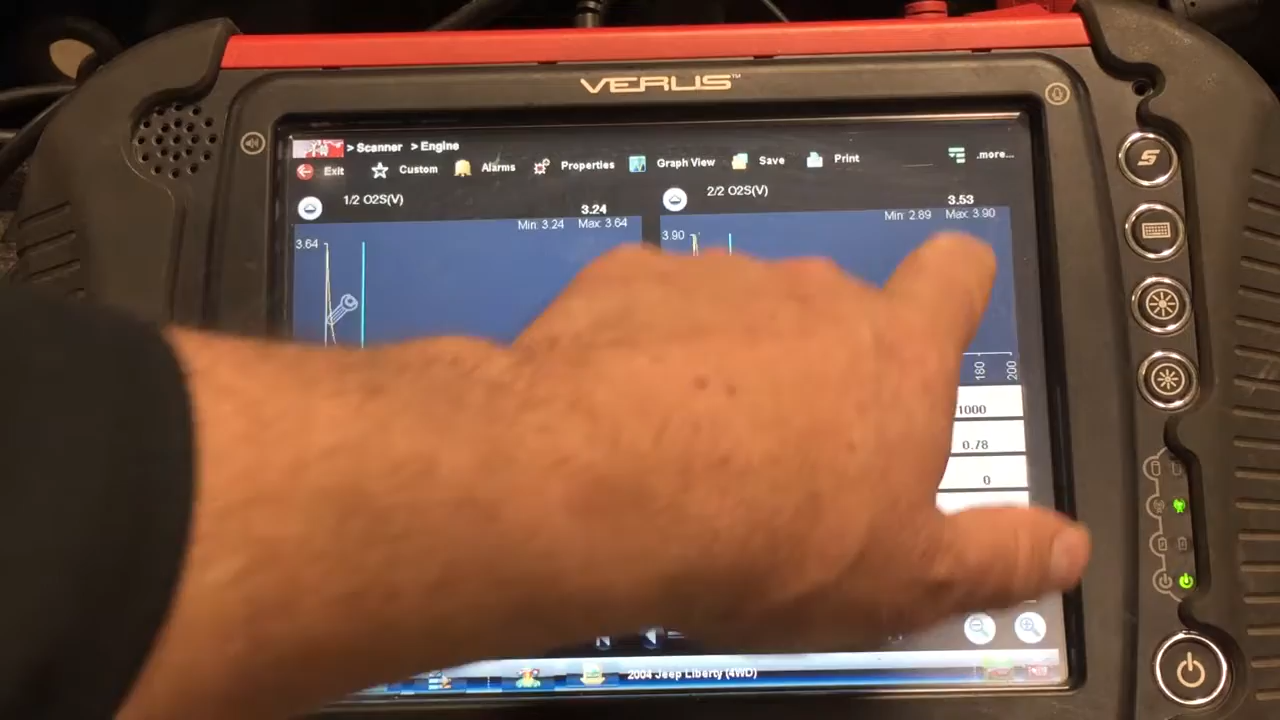 VERUS™
> Scanner > Engine
Exit Custom Alarms Properties Graph View Save Print .more...
1/2 O2S(V)
3.24
Min: 3.24 Max: 3.64
3.64
2/2 O2S(V)
3.53
Min: 2.89 Max: 3.90
3.90
180
200
1000
0.78
0
2004 Jeep Liberty (4WD)
S